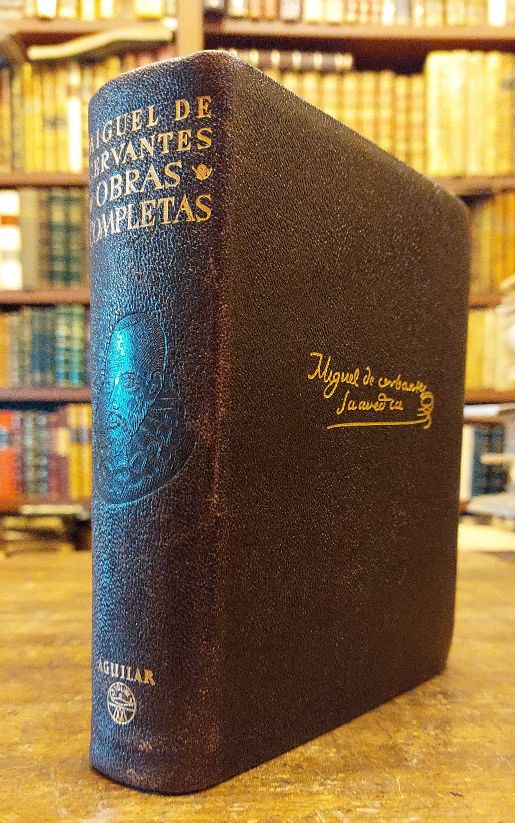 MIGUEL DE
CERVANTES
OBRAS
COMPLETAS
AGUILAR
Miguel de cerbantes
Saavedra